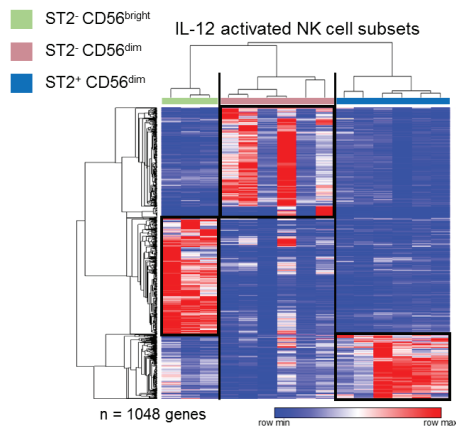 ST2⁻ CD56ᵇʳⁱᵍʰᵗ
IL-12 activated NK cell subsets
ST2⁻ CD56ᵈⁱᵐ
ST2⁺ CD56ᵈⁱᵐ
n = 1048 genes
row min
row max